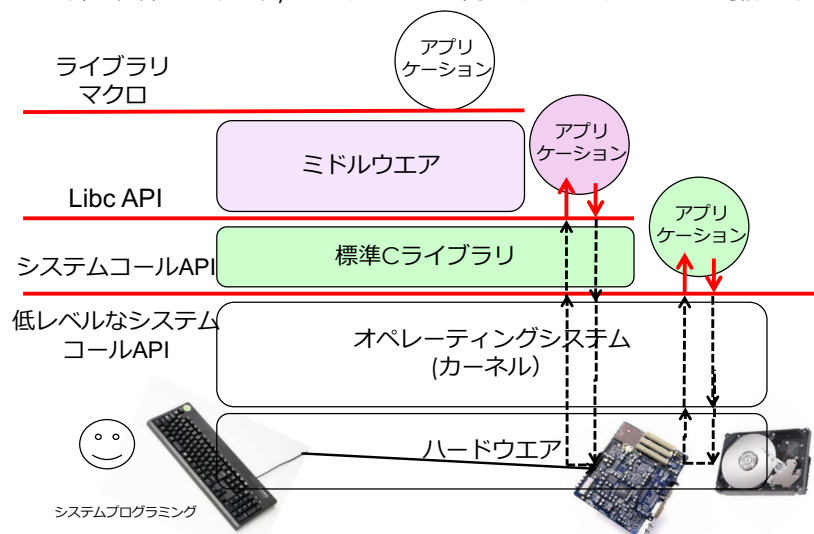 アプリ
ケーション
ライブラリ
マクロ
アプリ
ケーション
ミドルウエア
Libc API
アプリ
ケーション
標準Cライブラリ
システムコールAPI
低レベルなシステム
コールAPI
オペレーティングシステム
(カーネル）
ハードウエア
システムプログラミング